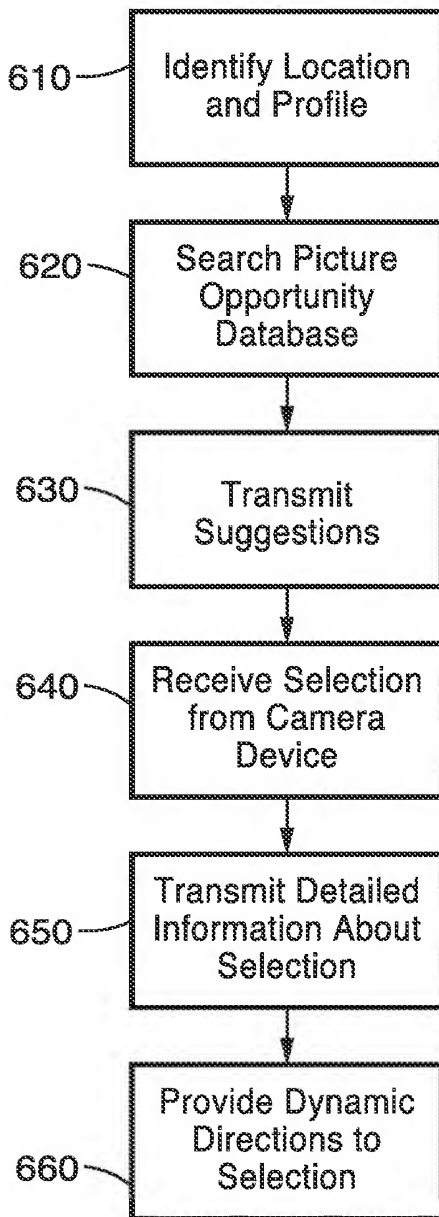 610
Identify Location
and Profile
620
Search Picture
Opportunity
Database
630
Transmit
Suggestions
640
Receive Selection
from Camera
Device
650
Transmit Detailed
Information About
Selection
660
Provide Dynamic
Directions to
Selection